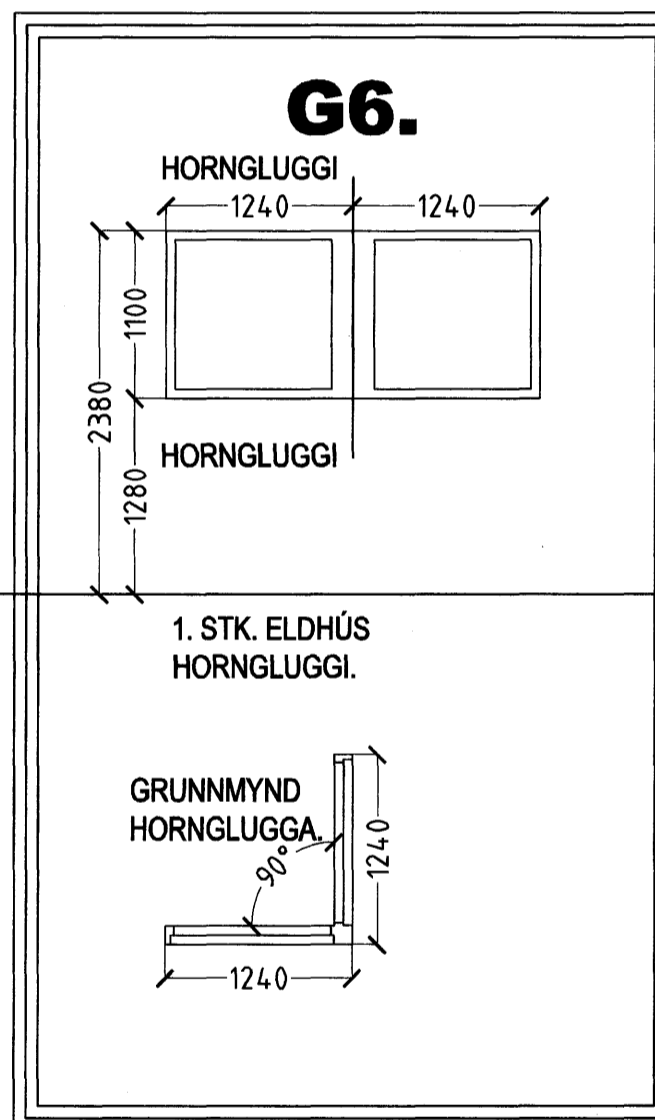 G6.
HORNGLUGGI
1240 1240
1100
2380
1280
HORNGLUGGI
1. STK. ELDHÚS
HORNGLUGGI.
GRUNNMYND
HORNGLUGGA.
90°
1240
1240